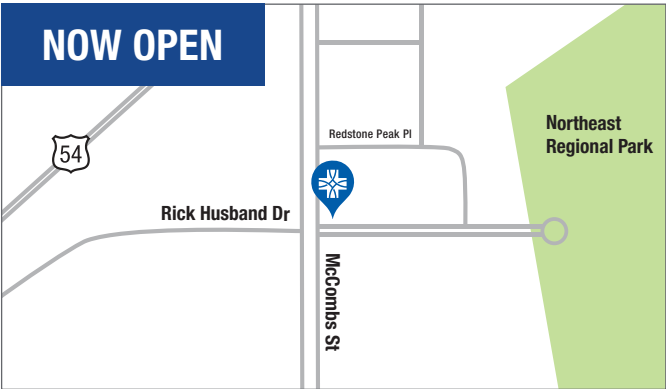 NOW OPEN
54
Redstone Peak Pl
Northeast
Regional Park
Rick Husband Dr
McCombs St